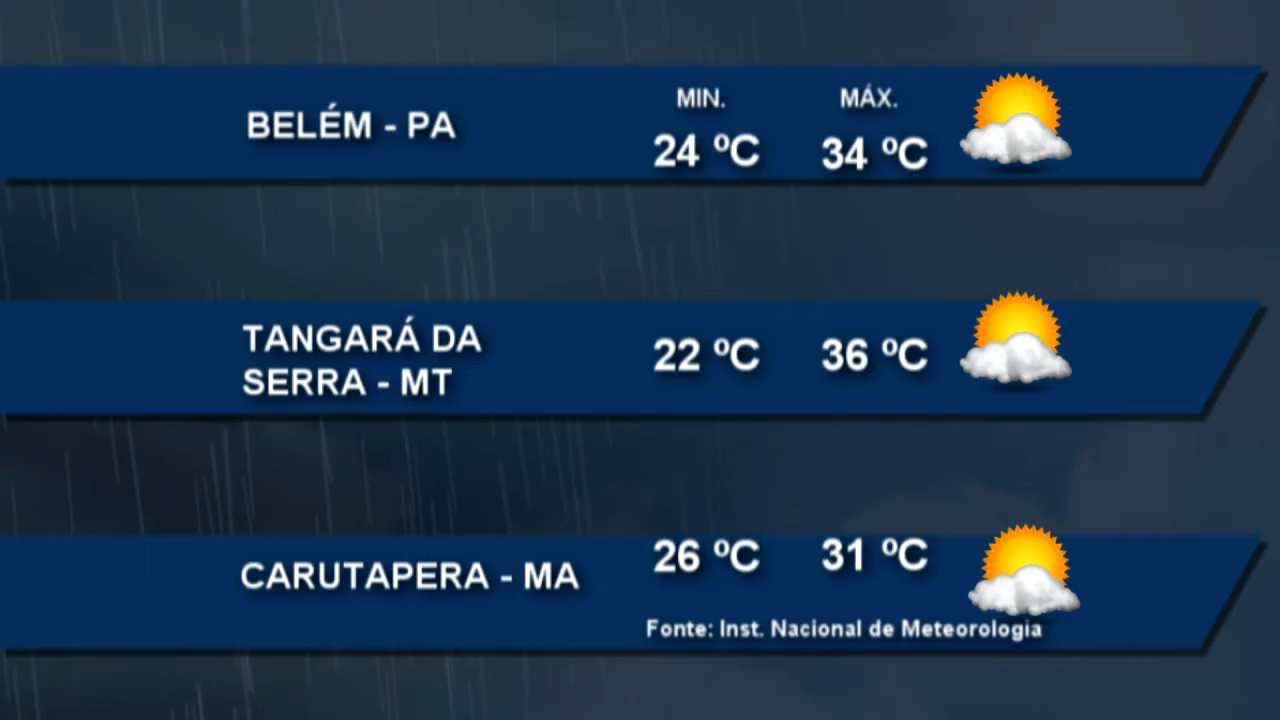 BELÉM - PA
MIN.
MÁX.
24 ºC
34 ºC
TANGARÁ DA
SERRA - MT
22 ºC
36 ºC
CARUTAPERA - MA
26 ºC
31 ºC
Fonte: Inst. Nacional de Meteorologia